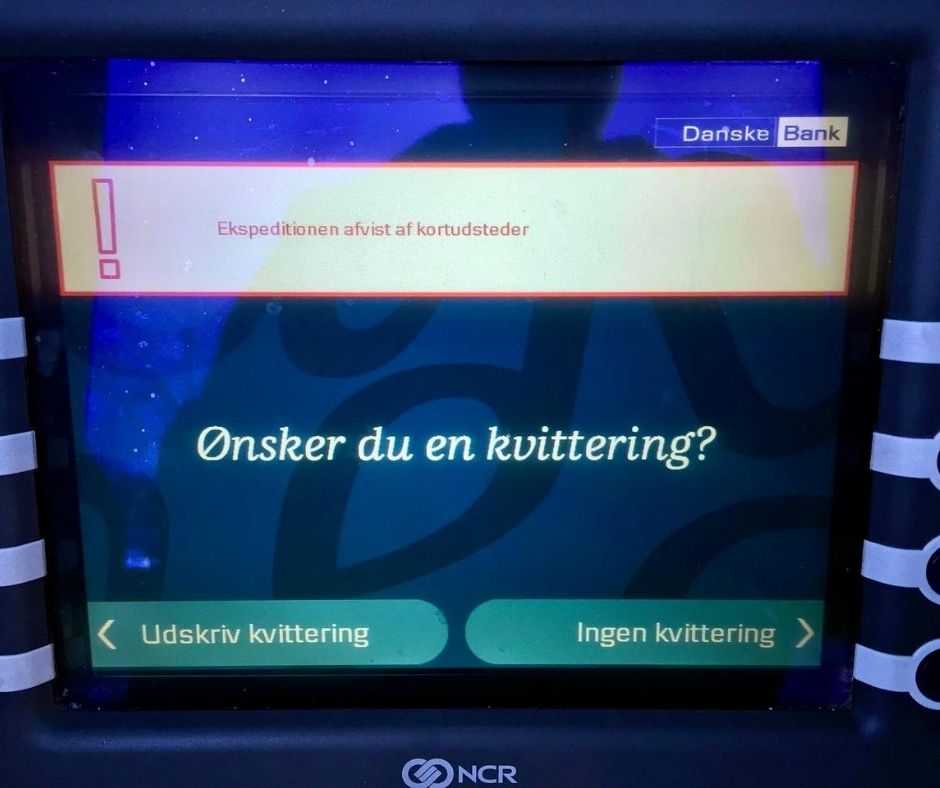 Danske Bank
Ekspeditionen afvist af kortudsteder
Ønsker du en kvittering?
Udskriv kvittering
Ingen kvittering
NCR